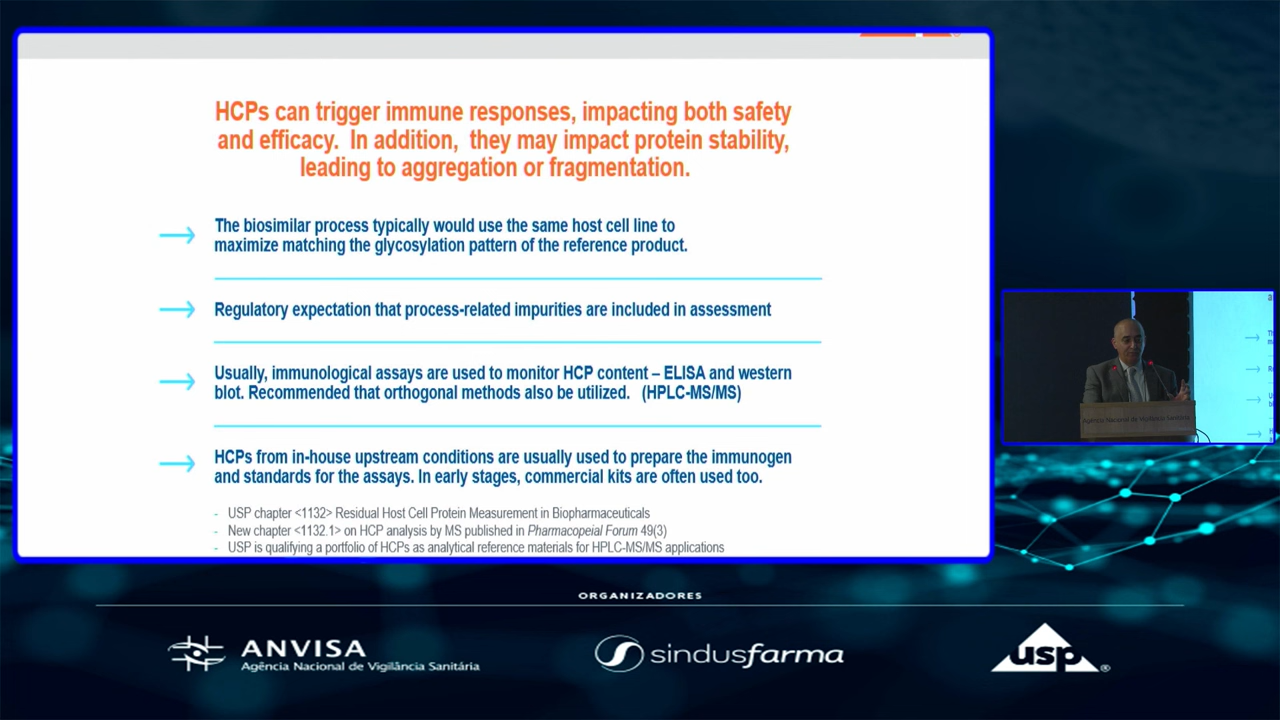 HCPs can trigger immune responses, impacting both safety
and efficacy. In addition, they may impact protein stability,
leading to aggregation or fragmentation.
The biosimilar process typically would use the same host cell line to
maximize matching the glycosylation pattern of the reference product.
Regulatory expectation that process-related impurities are included in assessment
Usually, immunological assays are used to monitor HCP content – ELISA and western
blot. Recommended that orthogonal methods also be utilized. (HPLC-MS/MS)
HCPs from in-house upstream conditions are usually used to prepare the immunogen
and standards for the assays. In early stages, commercial kits are often used too.
- USP chapter <1132> Residual Host Cell Protein Measurement in Biopharmaceuticals
- New chapter <1132.1> on HCP analysis by MS published in Pharmacopeial Forum 49(3)
- USP is qualifying a portfolio of HCPs as analytical reference materials for HPLC-MS/MS applications
Agência Nacional de Vigilância Sanitária
ORGANIZADORES
ANVISA
Agência Nacional de Vigilância Sanitária
sindusfarma
usp®